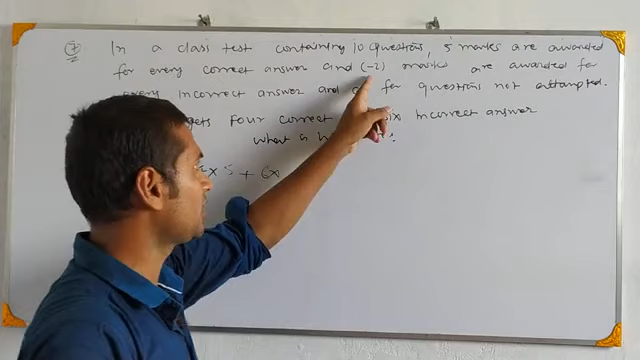 7 In a class test containing 10 questions, 5 marks are awarded
for every correct answer and (-2) marks are awarded for
every incorrect answer and for questions not attempted.
gets Four correct six incorrect answer
what is
x 5 + 6x